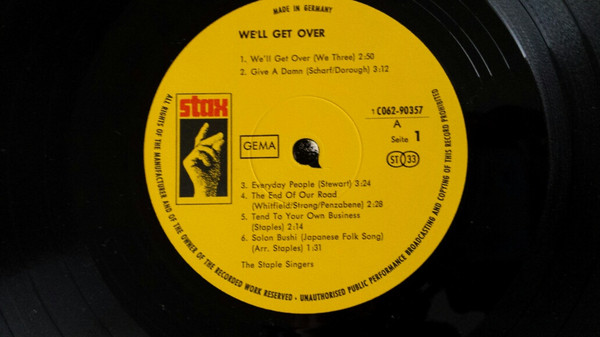 MADE IN GERMANY
WE'LL GET OVER
1. We'll Get Over (We Three) 2:50
2. Give A Damn (Scharf/Dorough) 3:12
stax
1 C062-90357
A
Seite 1
GEMA
ST 33
3. Everyday People (Stewart) 3:24
4. The End Of Our Road
(Whitfield/Strong/Penzabene) 2:28
5. Tend To Your Own Business
(Staples) 2:14
6. Solon Bushi (Japanese Folk Song)
(Arr. Staples) 1:31
The Staple Singers
ALL RIGHTS OF THE MANUFACTURER AND OF THE OWNER OF THE RECORDED WORK RESERVED - UNAUTHORISED PUBLIC PERFORMANCE BROADCASTING AND COPYING OF THIS RECORD PROHIBITED